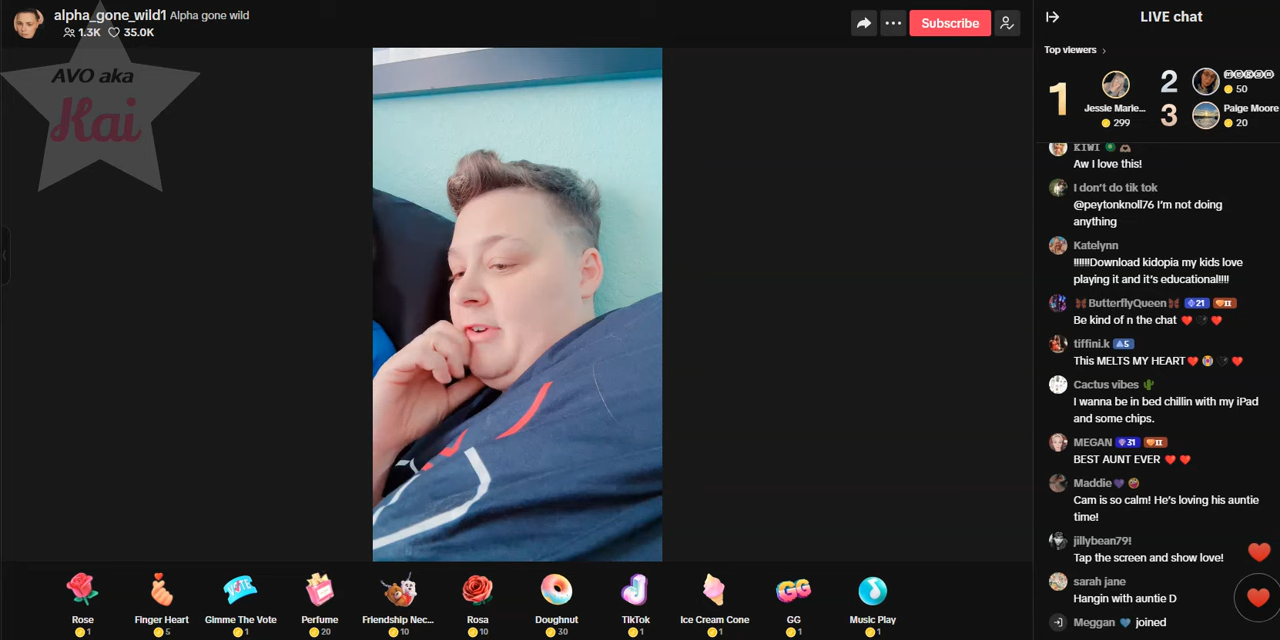 alpha_gone_wild1 Alpha gone wild
1.3K 35.0K
Subscribe
AVO aka
Kai
LIVE chat
Top viewers
1
Jessie Marle...
299
2
ⓜⓔⓖⓐⓝ
50
3
Paige Moore
20
KIWI
Aw I love this!
I don't do tik tok
@peytonknoll76 I'm not doing
anything
Katelynn
!!!!!!Download kidopia my kids love
playing it and it's educational!!!!
ButterflyQueen 21 II
Be kind of n the chat
tiffini.k 5
This MELTS MY HEART
Cactus vibes
I wanna be in bed chillin with my iPad
and some chips.
MEGAN 31 II
BEST AUNT EVER
Maddie
Cam is so calm! He's loving his auntie
time!
jillybean79!
Tap the screen and show love!
sarah jane
Hangin with auntie D
Meggan joined
Rose
1
Finger Heart
5
VOTE
Gimme The Vote
1
Perfume
20
Friendship Nec...
10
Rosa
10
Doughnut
30
TikTok
1
Ice Cream Cone
1
GG
GG
1
Music Play
1